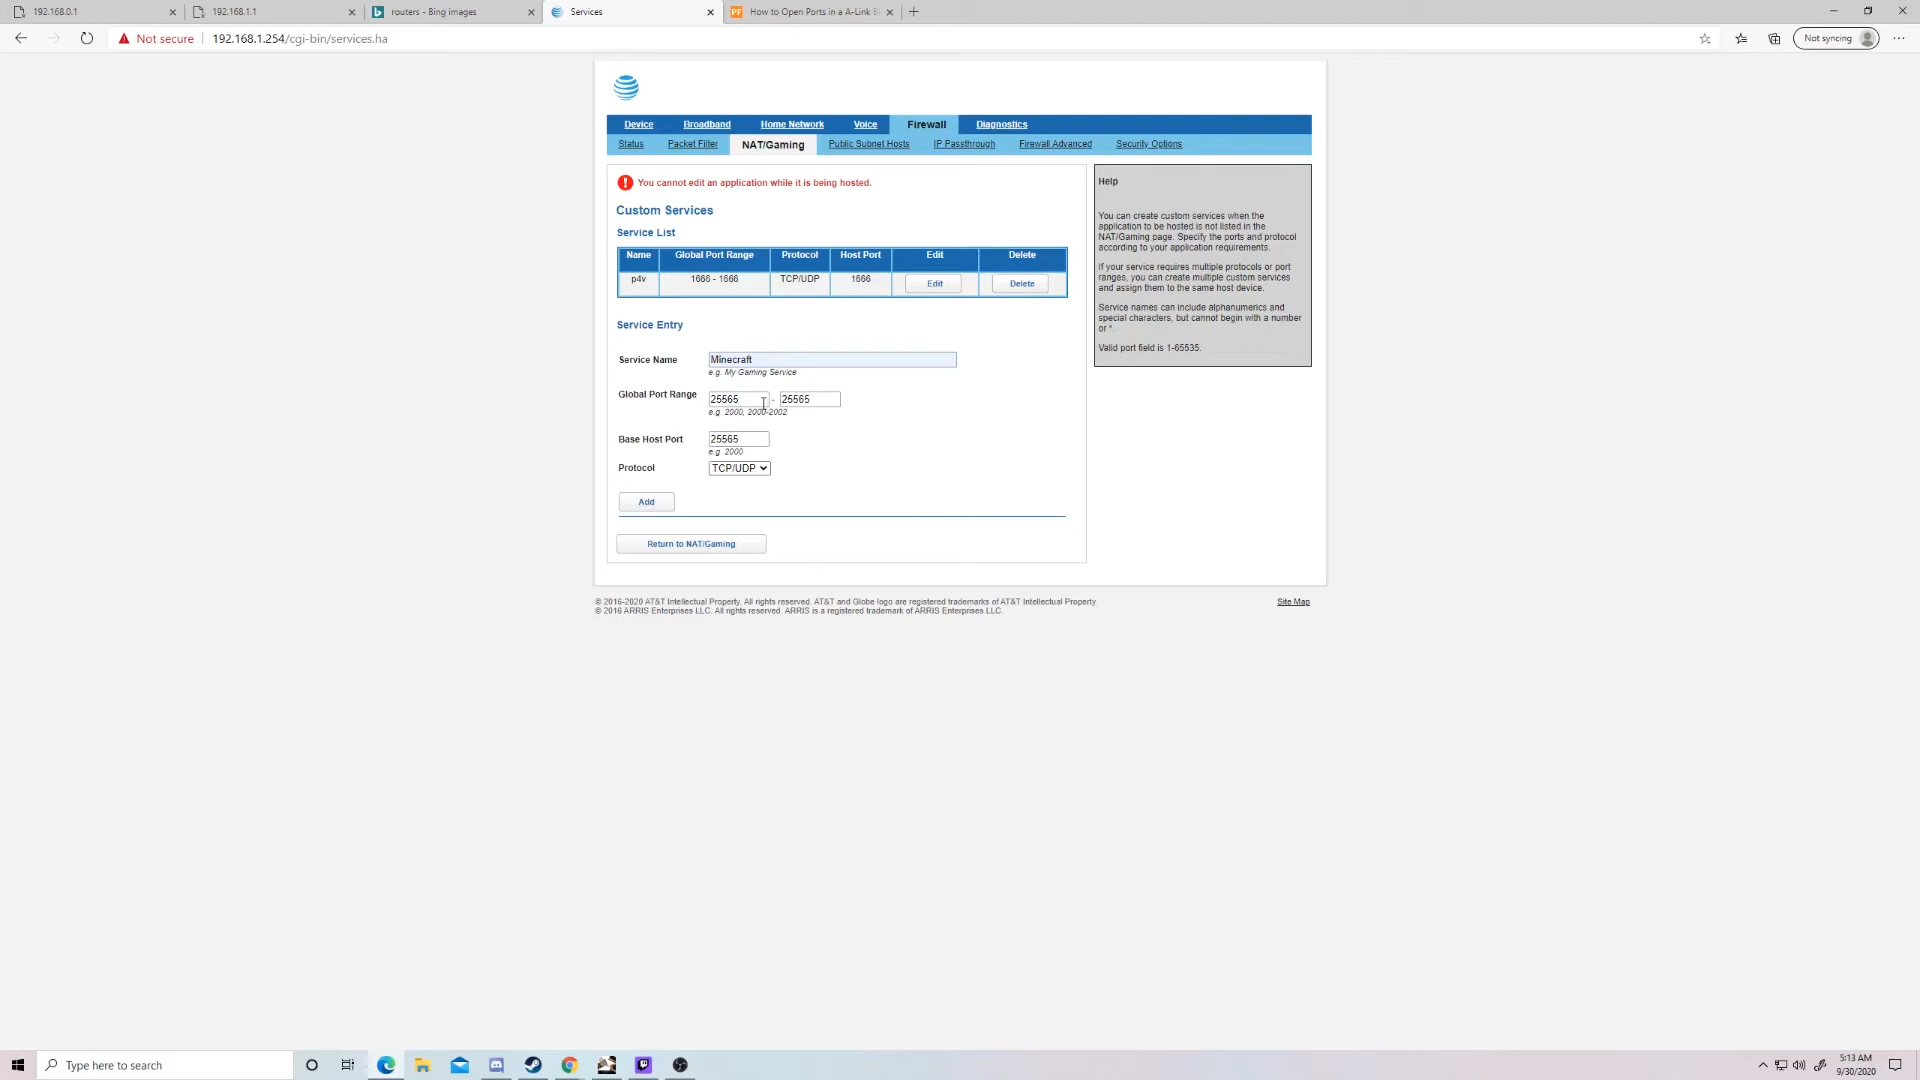 192.168.0.1
192.168.1.1
routers - Bing images
Services
How to Open Ports in a A-Link
Not secure
192.168.1.254/cgi-bin/services.ha
Not syncing
Device Broadband Home Network Voice Firewall Diagnostics
Status Packet Filter NAT/Gaming Public Subnet Hosts IP Passthrough Firewall Advanced Security Options
You cannot edit an application while it is being hosted.
Custom Services
Service List
Name Global Port Range Protocol Host Port Edit Delete
p4v 1666 - 1666 TCP/UDP 1666 Edit Delete
Service Entry
Service Name Minecraft
e.g. My Gaming Service
Global Port Range 25565 - 25565
e.g. 2000, 2000-2002
Base Host Port 25565
e.g. 2000
Protocol TCP/UDP
Add
Return to NAT/Gaming
Help
You can create custom services when the
application to be hosted is not listed in the
NAT/Gaming page. Specify the ports and protocol
according to your application requirements.
If your service requires multiple protocols or port
ranges, you can create multiple custom services
and assign them to the same host device.
Service names can include alphanumerics and
special characters, but cannot begin with a number
or *.
Valid port field is 1-65535.
© 2016-2020 AT&T Intellectual Property. All rights reserved. AT&T and Globe logo are registered trademarks of AT&T Intellectual Property.
© 2016 ARRIS Enterprises LLC. All rights reserved. ARRIS is a registered trademark of ARRIS Enterprises LLC.
Site Map
Type here to search
5:13 AM
9/30/2020